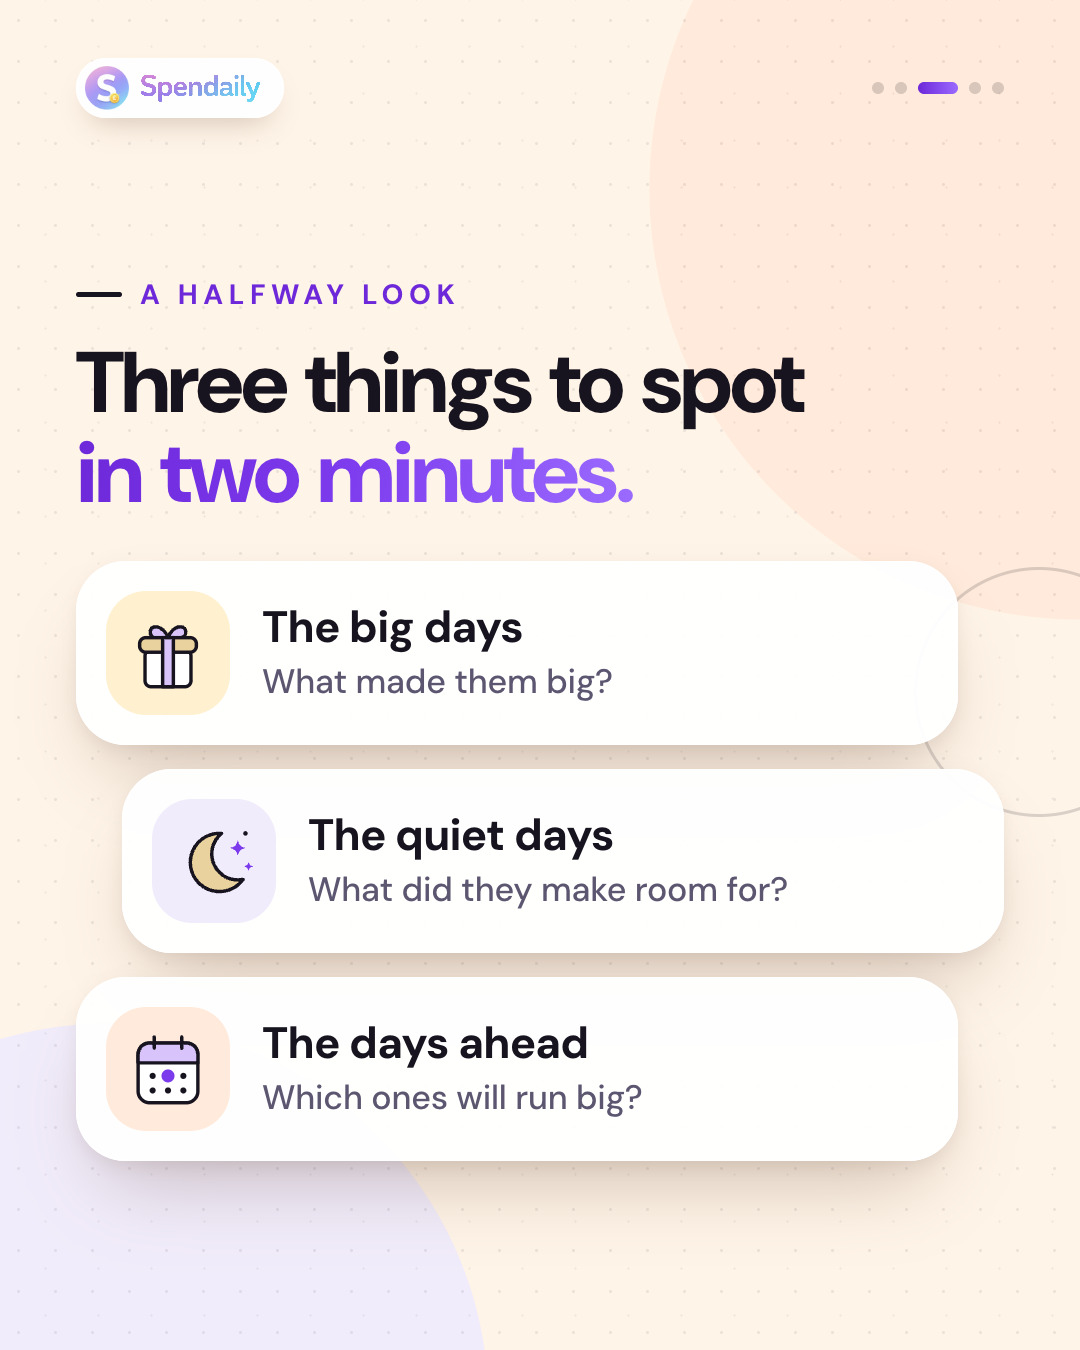 Spendaily
A HALFWAY LOOK
Three things to spot
in two minutes.
The big days
What made them big?
The quiet days
What did they make room for?
The days ahead
Which ones will run big?